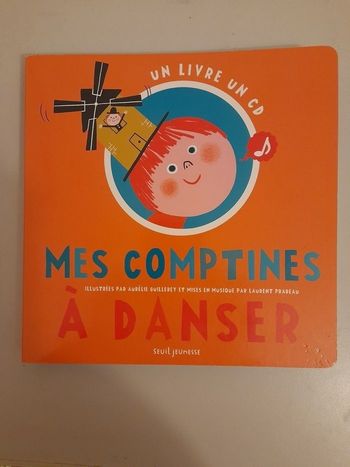 UN LIVRE UN CD
MES COMPTINES
ILLUSTRÉES PAR AURÉLIE GUILLEREY ET MISES EN MUSIQUE PAR LAURENT PRADEAU
À DANSER
SEUIL JEUNESSE